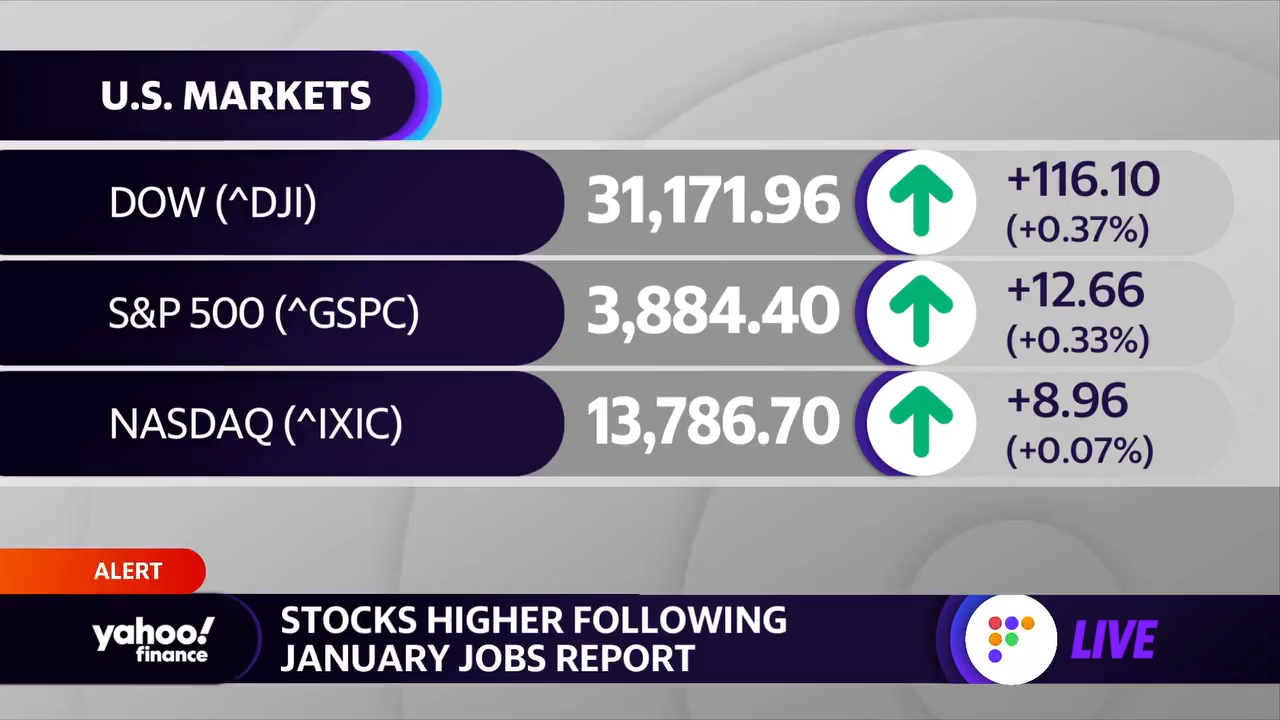 U.S. MARKETS
DOW (^DJI) 31,171.96 +116.10
(+0.37%)
S&P 500 (^GSPC) 3,884.40 +12.66
(+0.33%)
NASDAQ (^IXIC) 13,786.70 +8.96
(+0.07%)
ALERT
yahoo!
finance
STOCKS HIGHER FOLLOWING
JANUARY JOBS REPORT
LIVE